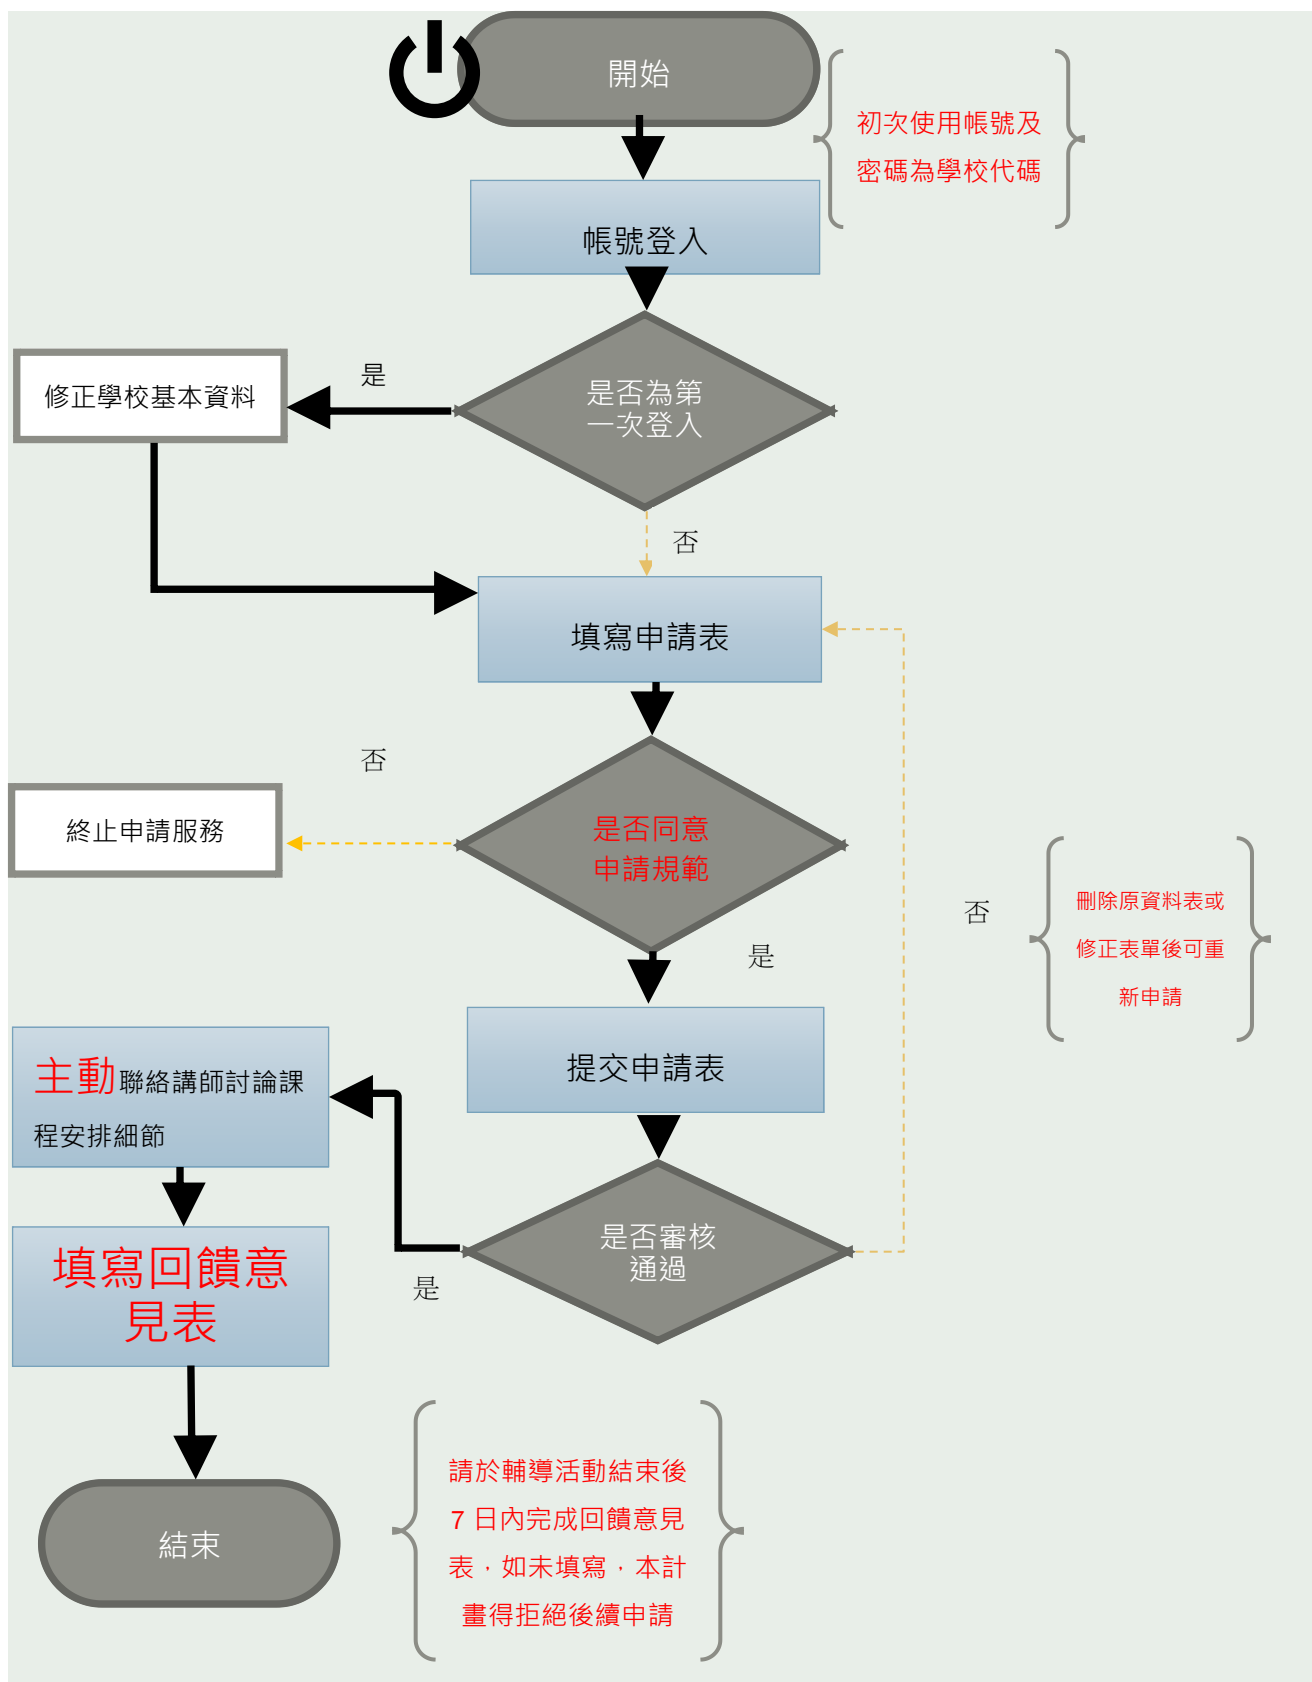 開始
初次使用帳號及
密碼為學校代碼
帳號登入
是否為第
一次登入
是
修正學校基本資料
否
填寫申請表
否
終止申請服務
是否同意
申請規範
是
否
刪除原資料表或
修正表單後可重
新申請
提交申請表
主動聯絡講師討論課
程安排細節
是否審核
通過
是
填寫回饋意
見表
請於輔導活動結束後
7 日內完成回饋意見
表，如未填寫，本計
畫得拒絕後續申請
結束